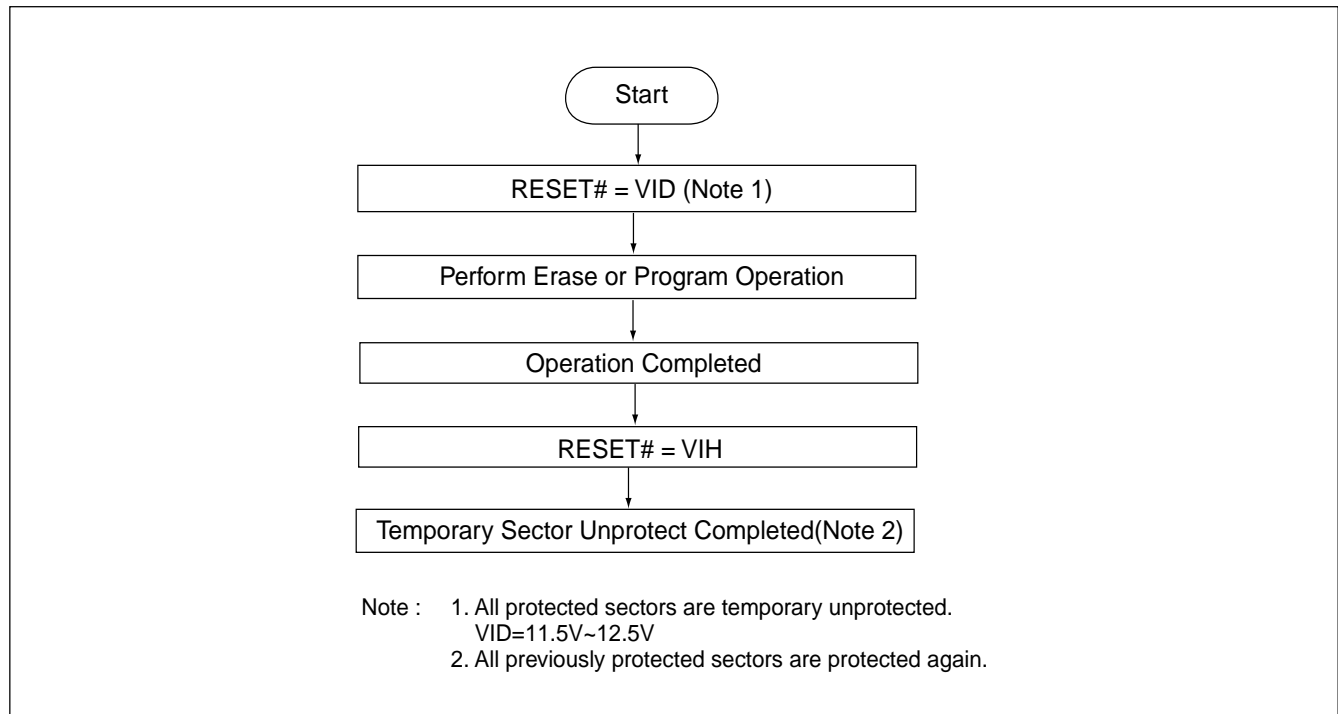 Start
RESET# = VID (Note 1)
Perform Erase or Program Operation
Operation Completed
RESET# = VIH
Temporary Sector Unprotect Completed(Note 2)
Note : 1. All protected sectors are temporary unprotected.
VID=11.5V~12.5V
2. All previously protected sectors are protected again.